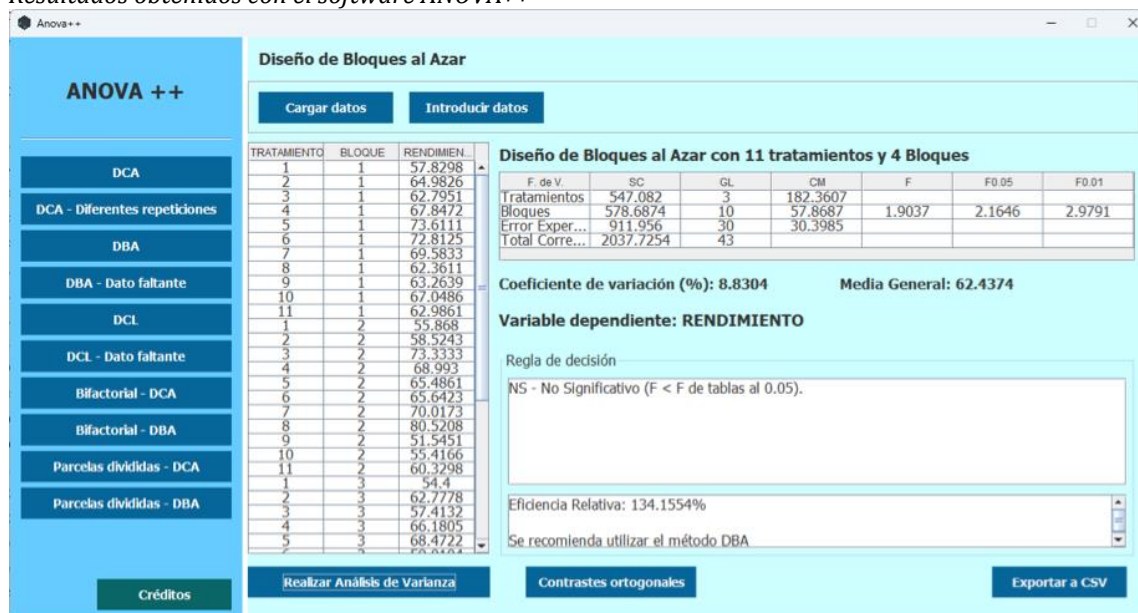 Resultados obtenidos con el software ANOVA++
Anova++
ANOVA ++
DCA
DCA - Diferentes repeticiones
DBA
DBA - Dato faltante
DCL
DCL - Dato faltante
Bifactorial - DCA
Bifactorial - DBA
Parcelas divididas - DCA
Parcelas divididas - DBA
Créditos
Diseño de Bloques al Azar
Cargar datos Introducir datos
TRATAMIENTO BLOQUE RENDIMIEN...
1 1 57.8298
2 1 64.9826
3 1 62.7951
4 1 67.8472
5 1 73.6111
6 1 72.8125
7 1 69.5833
8 1 62.3611
9 1 63.2639
10 1 67.0486
11 1 62.9861
1 2 55.868
2 2 58.5243
3 2 73.3333
4 2 68.993
5 2 65.4861
6 2 65.6423
7 2 70.0173
8 2 80.5208
9 2 51.5451
10 2 55.4166
11 2 60.3298
1 3 54.4
2 3 62.7778
3 3 57.4132
4 3 66.1805
5 3 68.4722
Diseño de Bloques al Azar con 11 tratamientos y 4 Bloques
F. de V. SC GL CM F F0.05 F0.01
Tratamientos 547.082 3 182.3607
Bloques 578.6874 10 57.8687 1.9037 2.1646 2.9791
Error Exper... 911.956 30 30.3985
Total Corre... 2037.7254 43
Coeficiente de variación (%): 8.8304 Media General: 62.4374
Variable dependiente: RENDIMIENTO
Regla de decisión
NS - No Significativo (F < F de tablas al 0.05).
Eficiencia Relativa: 134.1554%
Se recomienda utilizar el método DBA
Realizar Análisis de Varianza Contrastes ortogonales Exportar a CSV